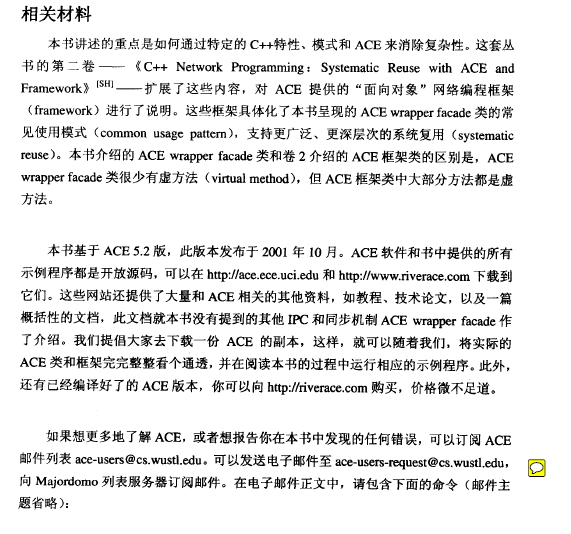 相关材料
本书讲述的重点是如何通过特定的 C++特性、模式和 ACE 来消除复杂性。这套丛
书的第二卷——《C++ Network Programming: Systematic Reuse with ACE and
Framework》[SH]——扩展了这些内容，对 ACE 提供的“面向对象”网络编程框架
（framework）进行了说明。这些框架具体化了本书呈现的 ACE wrapper facade 类的常
见使用模式（common usage pattern），支持更广泛、更深层次的系统复用（systematic
reuse）。本书介绍的 ACE wrapper facade 类和卷 2 介绍的 ACE 框架类的区别是，ACE
wrapper facade 类很少有虚方法（virtual method），但 ACE 框架类中大部分方法都是虚
方法。
本书基于 ACE 5.2 版，此版本发布于 2001 年 10 月。ACE 软件和书中提供的所有
示例程序都是开放源码，可以在 http://ace.ece.uci.edu 和 http://www.riverace.com 下载到
它们。这些网站还提供了大量和 ACE 相关的其他资料，如教程、技术论文，以及一篇
概括性的文档，此文档就本书没有提到的其他 IPC 和同步机制 ACE wrapper facade 作
了介绍。我们提倡大家去下载一份 ACE 的副本，这样，就可以随着我们，将实际的
ACE 类和框架完完整整看个通透，并在阅读本书的过程中运行相应的示例程序。此外，
还有已经编译好了的 ACE 版本，你可以向 http://riverace.com 购买，价格微不足道。
如果想更多地了解 ACE，或者想报告你在本书中发现的任何错误，可以订阅 ACE
邮件列表 ace-users@cs.wustl.edu。可以发送电子邮件至 ace-users-request@cs.wustl.edu，
向 Majordomo 列表服务器订阅邮件。在电子邮件正文中，请包含下面的命令（邮件主
题省略）：